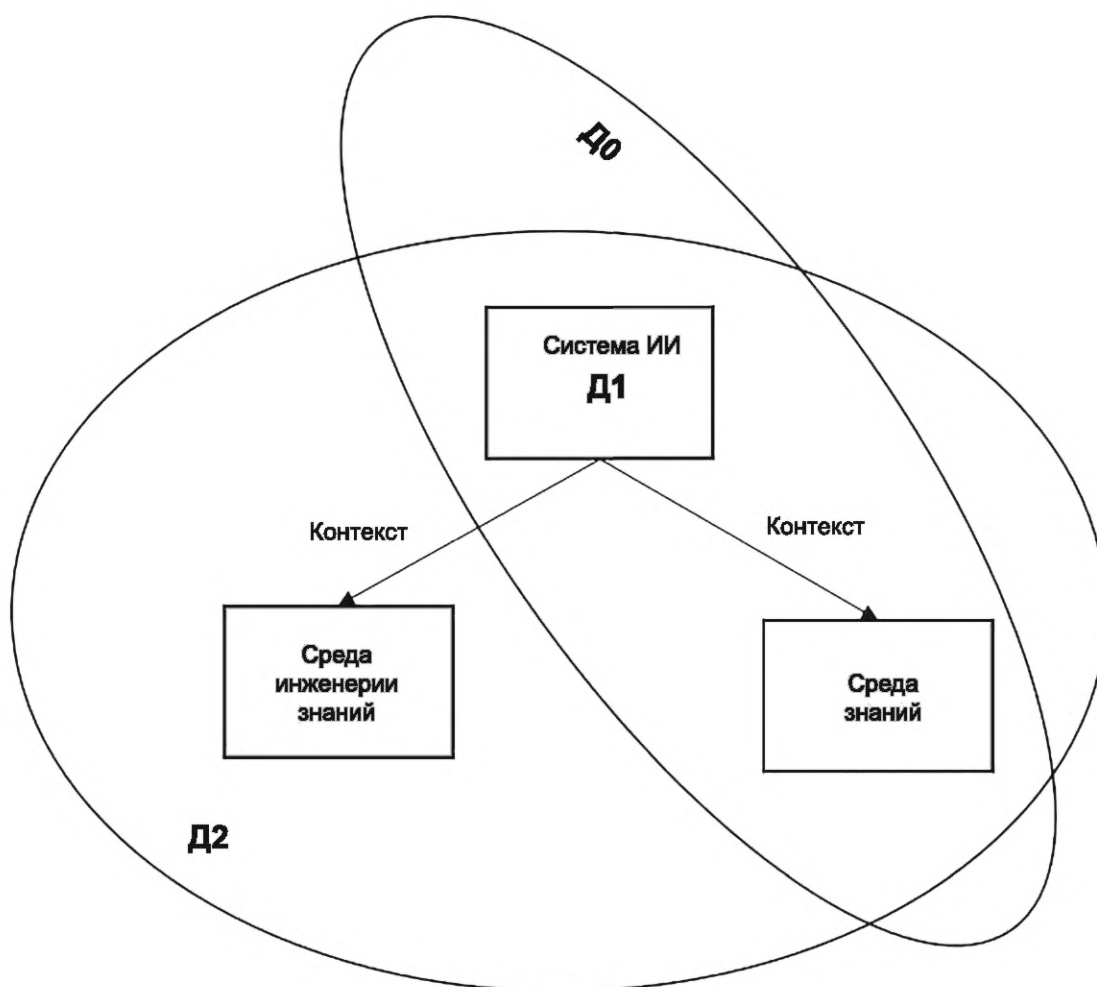 Д0
Система ИИ
Д1
Контекст
Контекст
Среда
инженерии
знаний
Среда
знаний
Д2